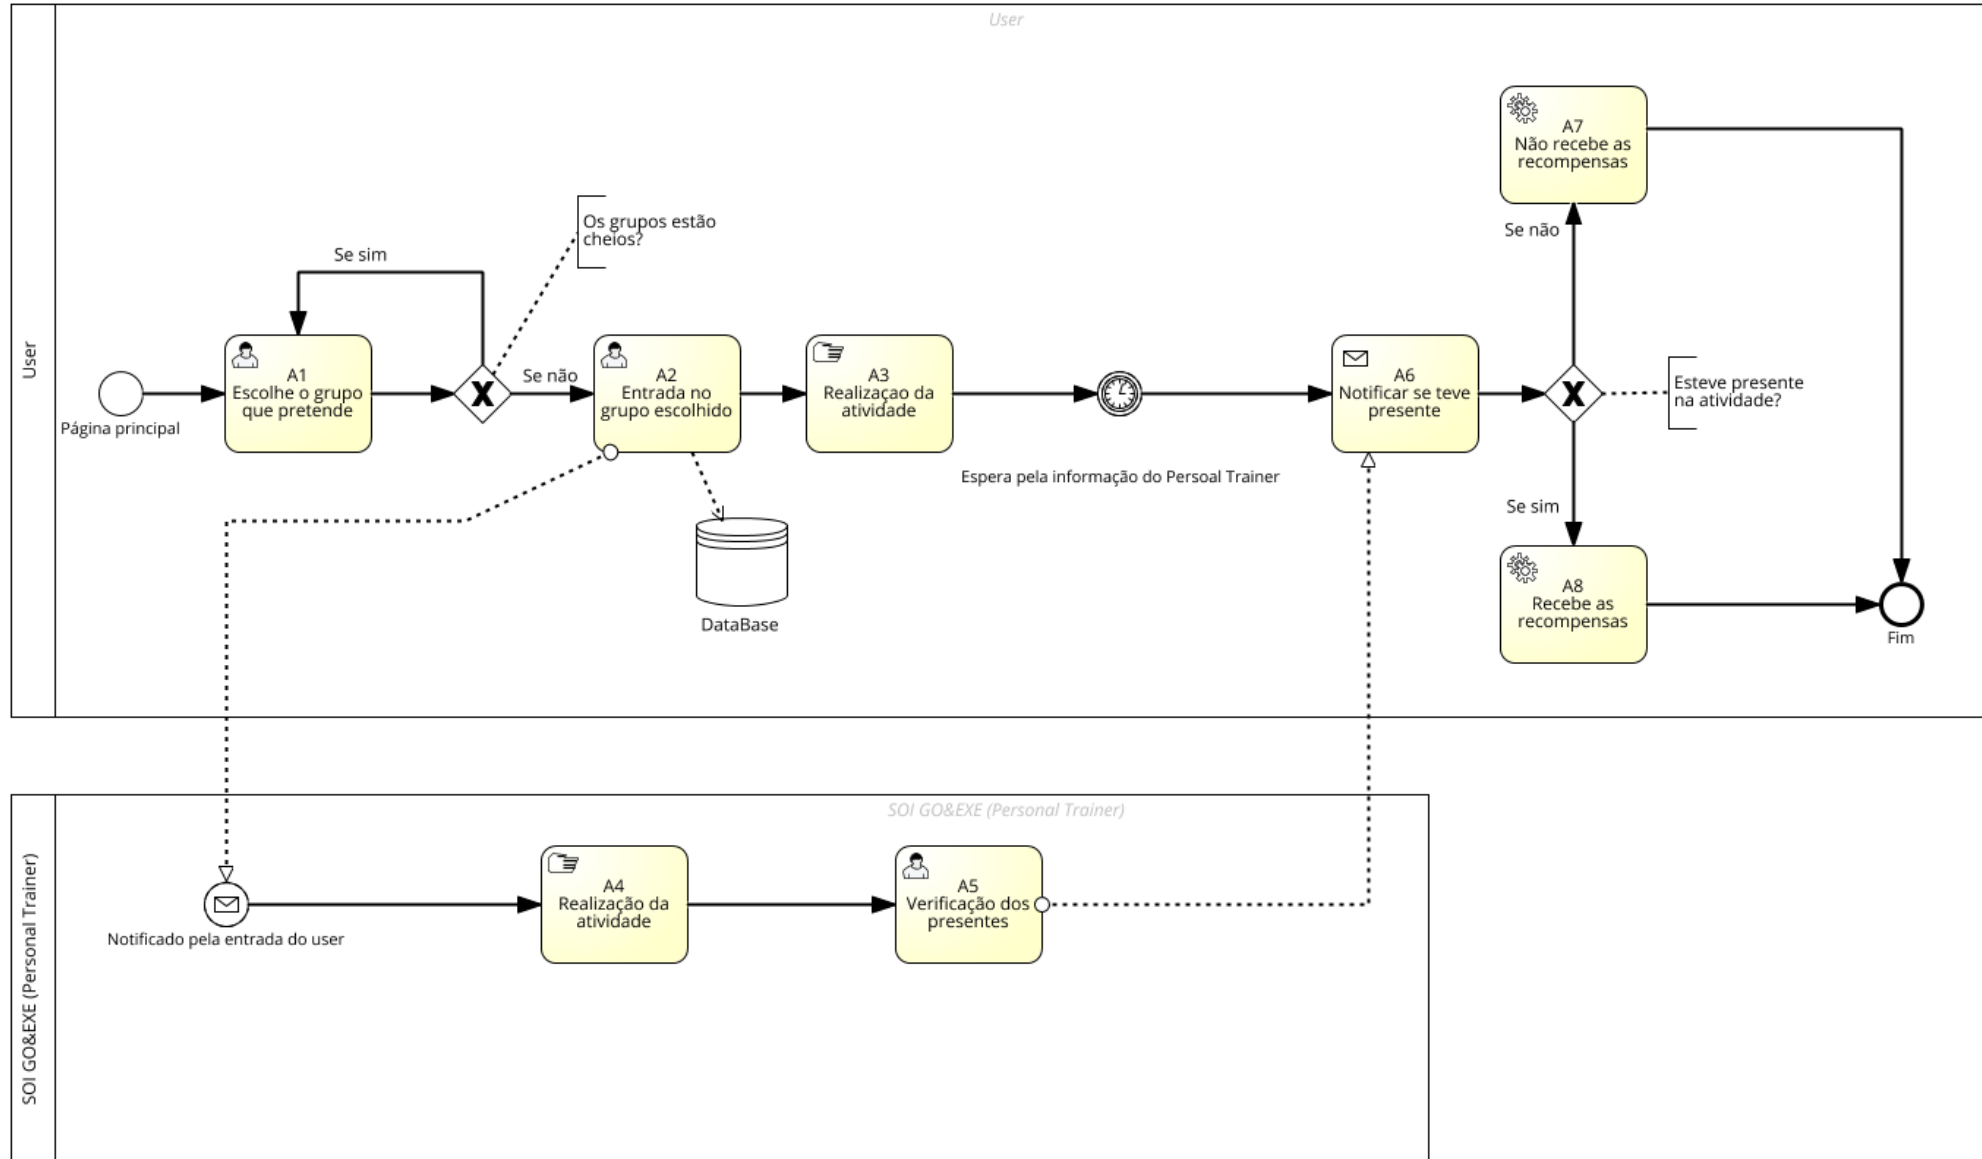 User
User
A7
Não recebe as
recompensas
Se não
Os grupos estão
cheios?
Se sim
A1
Escolhe o grupo
que pretende
Página principal
X
Se não
A2
Entrada no
grupo escolhido
DataBase
A3
Realizaçao da
atividade
Espera pela informação do Persoal Trainer
A6
Notificar se teve
presente
X
Esteve presente
na atividade?
Se sim
A8
Recebe as
recompensas
Fim
SOI GO&EXE (Personal Trainer)
SOI GO&EXE (Personal Trainer)
Notificado pela entrada do user
A4
Realização da
atividade
A5
Verificação dos
presentes